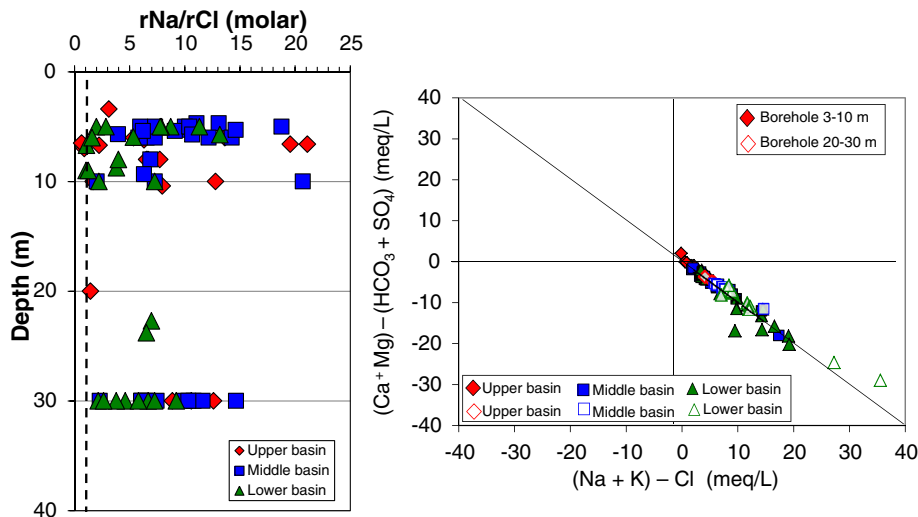 rNa/rCl (molar)
0 5 10 15 20 25
0
10
20
30
40
Depth (m)
Upper basin
Middle basin
Lower basin
40
30
20
10
0
-10
-20
-30
-40
(Ca+Mg) – (HCO3 + SO4) (meq/L)
Borehole 3-10 m
Borehole 20-30 m
Upper basin Middle basin Lower basin
Upper basin Middle basin Lower basin
-40 -30 -20 -10 0 10 20 30 40
(Na + K) – Cl (meq/L)